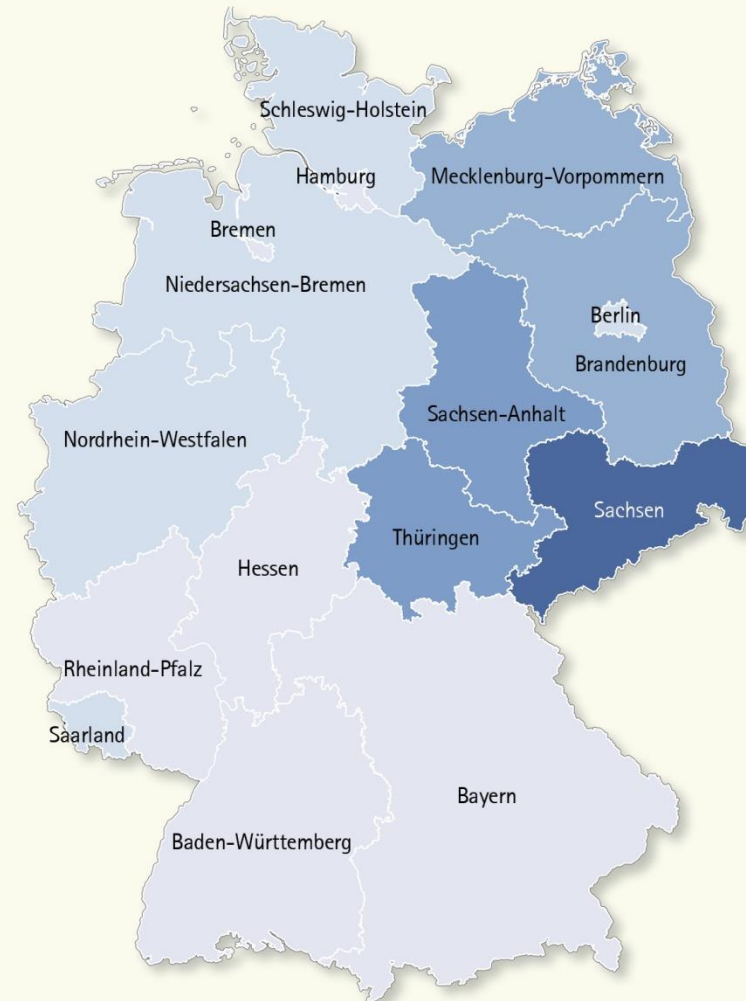 Schleswig-Holstein
Hamburg
Mecklenburg-Vorpommern
Bremen
Niedersachsen-Bremen
Berlin
Brandenburg
Sachsen-Anhalt
Nordrhein-Westfalen
Sachsen
Thüringen
Hessen
Rheinland-Pfalz
Saarland
Bayern
Baden-Württemberg